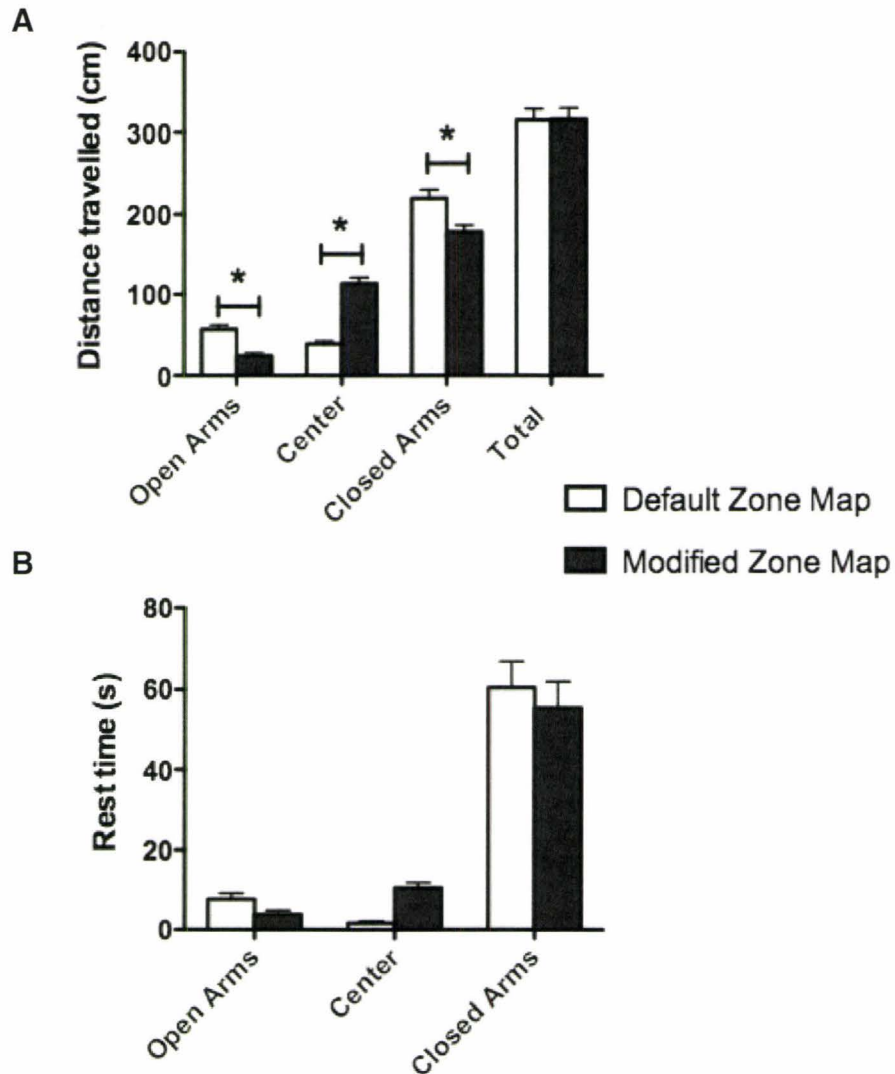 A
Distance travelled (cm)
400
300
200
100
0
*
*
*
Open Arms
Center
Closed Arms
Total
Default Zone Map
Modified Zone Map
B
Rest time (s)
80
60
40
20
0
Open Arms
Center
Closed Arms